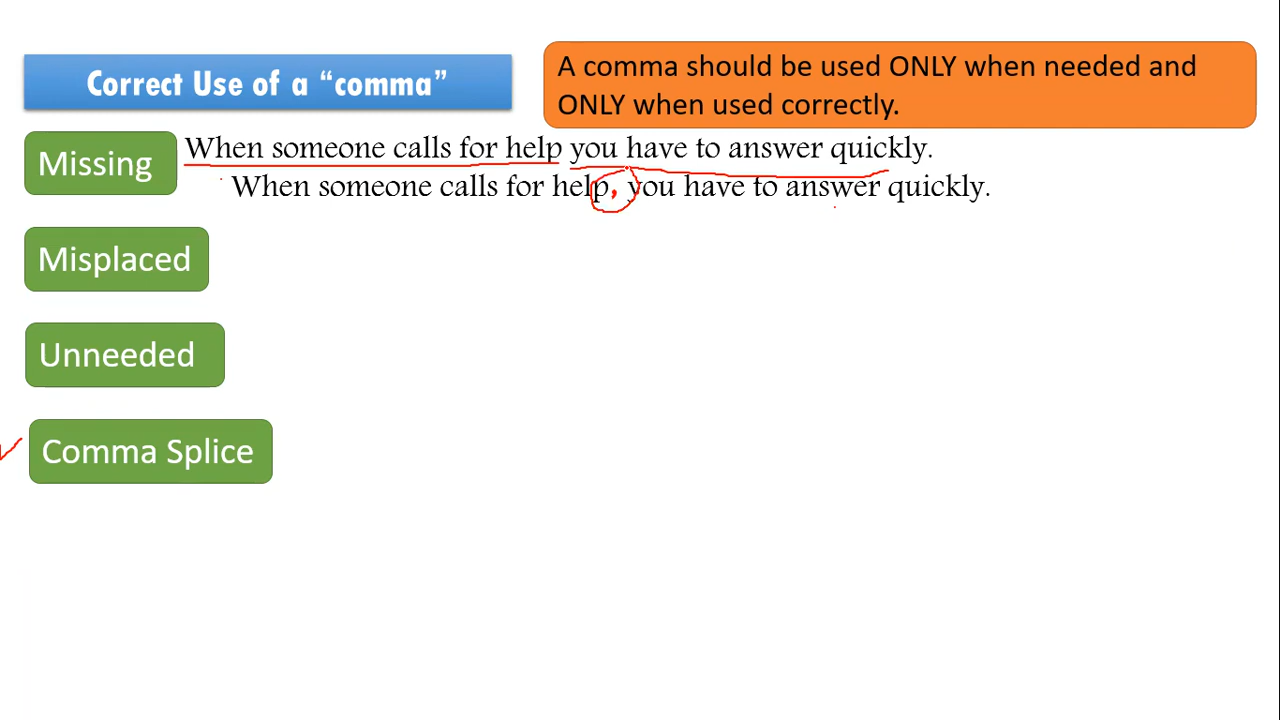 Correct Use of a “comma”
A comma should be used ONLY when needed and
ONLY when used correctly.
Missing
When someone calls for help you have to answer quickly.
When someone calls for help, you have to answer quickly.
Misplaced
Unneeded
Comma Splice